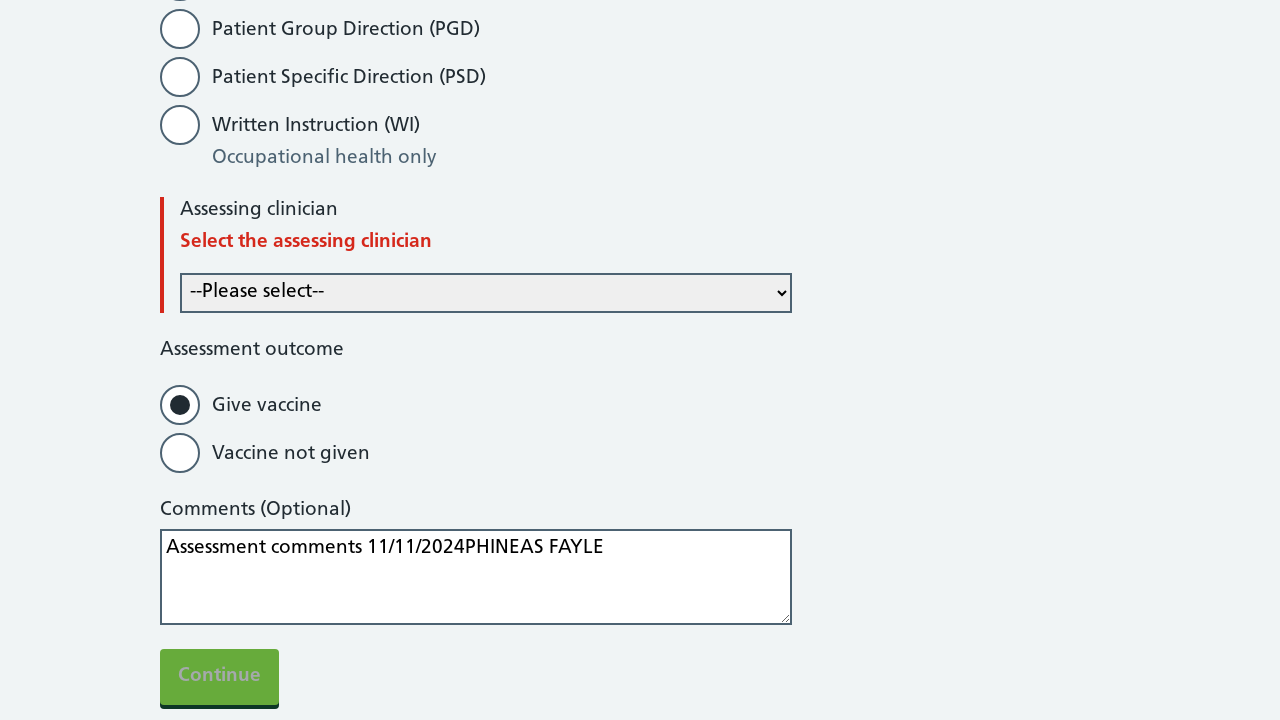 Patient Group Direction (PGD)
Patient Specific Direction (PSD)
Written Instruction (WI)
Occupational health only
Assessing clinician
Select the assessing clinician
--Please select--
Assessment outcome
Give vaccine
Vaccine not given
Comments (Optional)
Assessment comments 11/11/2024PHINEAS FAYLE
Continue